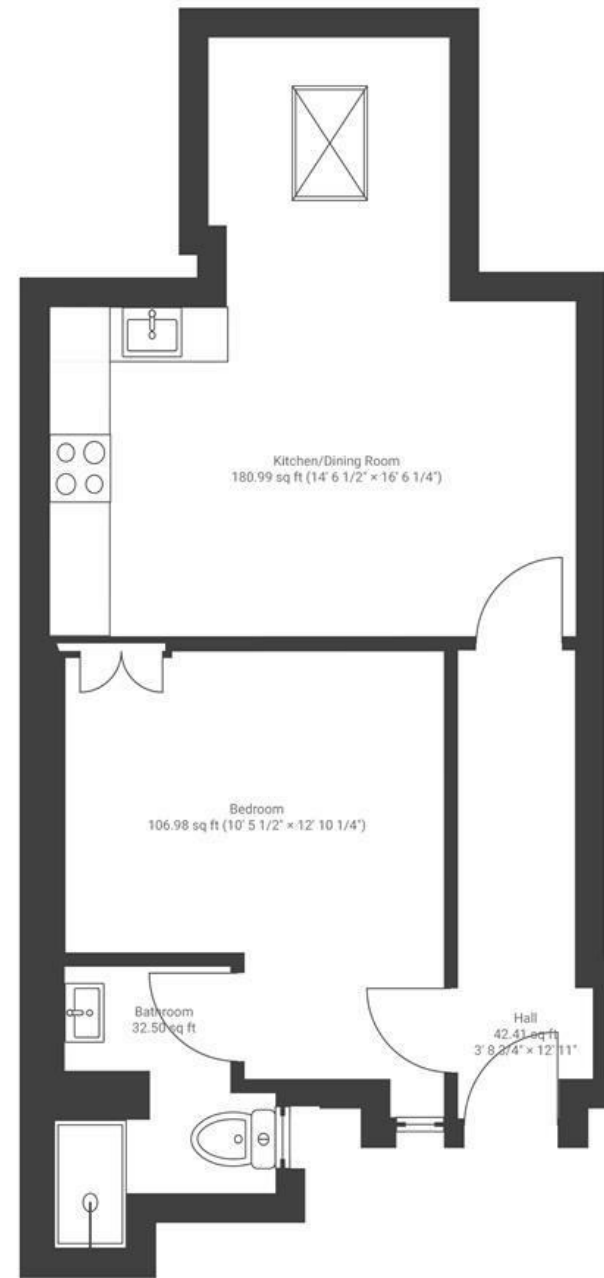 Kitchen/Dining Room
180.99 sq ft (14' 6 1/2" × 16' 6 1/4")
Bedroom
106.98 sq ft (10' 5 1/2" × 12' 10 1/4")
Bathroom
32.50 sq ft
Hall
42.41 sq ft
3' 8 3/4" × 12' 11"